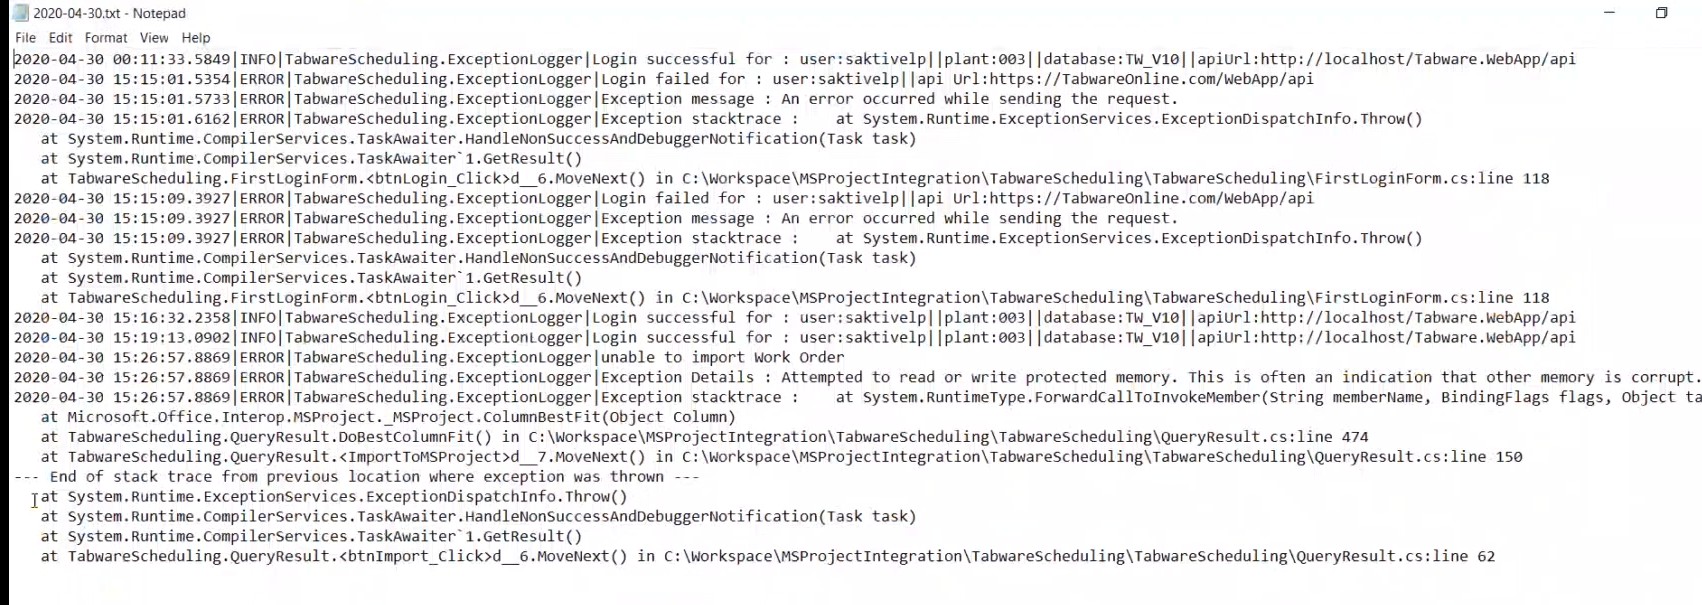 2020-04-30.txt - Notepad
File Edit Format View Help
2020-04-30 00:11:33.5849|INFO|TabwareScheduling.ExceptionLogger|Login successful for : user:saktivelp||plant:003||database:TW_V10||apiUrl:http://localhost/Tabware.WebApp/api
2020-04-30 15:15:01.5354|ERROR|TabwareScheduling.ExceptionLogger|Login failed for : user:saktivelp||api Url:https://TabwareOnline.com/WebApp/api
2020-04-30 15:15:01.5733|ERROR|TabwareScheduling.ExceptionLogger|Exception message : An error occurred while sending the request.
2020-04-30 15:15:01.6162|ERROR|TabwareScheduling.ExceptionLogger|Exception stacktrace :    at System.Runtime.ExceptionServices.ExceptionDispatchInfo.Throw()
   at System.Runtime.CompilerServices.TaskAwaiter.HandleNonSuccessAndDebuggerNotification(Task task)
   at System.Runtime.CompilerServices.TaskAwaiter`1.GetResult()
   at TabwareScheduling.FirstLoginForm.<btnLogin_Click>d__6.MoveNext() in C:\Workspace\MSProjectIntegration\TabwareScheduling\TabwareScheduling\FirstLoginForm.cs:line 118
2020-04-30 15:15:09.3927|ERROR|TabwareScheduling.ExceptionLogger|Login failed for : user:saktivelp||api Url:https://TabwareOnline.com/WebApp/api
2020-04-30 15:15:09.3927|ERROR|TabwareScheduling.ExceptionLogger|Exception message : An error occurred while sending the request.
2020-04-30 15:15:09.3927|ERROR|TabwareScheduling.ExceptionLogger|Exception stacktrace :    at System.Runtime.ExceptionServices.ExceptionDispatchInfo.Throw()
   at System.Runtime.CompilerServices.TaskAwaiter.HandleNonSuccessAndDebuggerNotification(Task task)
   at System.Runtime.CompilerServices.TaskAwaiter`1.GetResult()
   at TabwareScheduling.FirstLoginForm.<btnLogin_Click>d__6.MoveNext() in C:\Workspace\MSProjectIntegration\TabwareScheduling\TabwareScheduling\FirstLoginForm.cs:line 118
2020-04-30 15:16:32.2358|INFO|TabwareScheduling.ExceptionLogger|Login successful for : user:saktivelp||plant:003||database:TW_V10||apiUrl:http://localhost/Tabware.WebApp/api
2020-04-30 15:19:13.0902|INFO|TabwareScheduling.ExceptionLogger|Login successful for : user:saktivelp||plant:003||database:TW_V10||apiUrl:http://localhost/Tabware.WebApp/api
2020-04-30 15:26:57.8869|ERROR|TabwareScheduling.ExceptionLogger|unable to import Work Order
2020-04-30 15:26:57.8869|ERROR|TabwareScheduling.ExceptionLogger|Exception Details : Attempted to read or write protected memory. This is often an indication that other memory is corrupt.
2020-04-30 15:26:57.8869|ERROR|TabwareScheduling.ExceptionLogger|Exception stacktrace :    at System.RuntimeType.ForwardCallToInvokeMember(String memberName, BindingFlags flags, Object ta
   at Microsoft.Office.Interop.MSProject._MSProject.ColumnBestFit(Object Column)
   at TabwareScheduling.QueryResult.DoBestColumnFit() in C:\Workspace\MSProjectIntegration\TabwareScheduling\TabwareScheduling\QueryResult.cs:line 474
   at TabwareScheduling.QueryResult.<ImportToMSProject>d__7.MoveNext() in C:\Workspace\MSProjectIntegration\TabwareScheduling\TabwareScheduling\QueryResult.cs:line 150
--- End of stack trace from previous location where exception was thrown ---
   at System.Runtime.ExceptionServices.ExceptionDispatchInfo.Throw()
   at System.Runtime.CompilerServices.TaskAwaiter.HandleNonSuccessAndDebuggerNotification(Task task)
   at System.Runtime.CompilerServices.TaskAwaiter`1.GetResult()
   at TabwareScheduling.QueryResult.<btnImport_Click>d__6.MoveNext() in C:\Workspace\MSProjectIntegration\TabwareScheduling\TabwareScheduling\QueryResult.cs:line 62